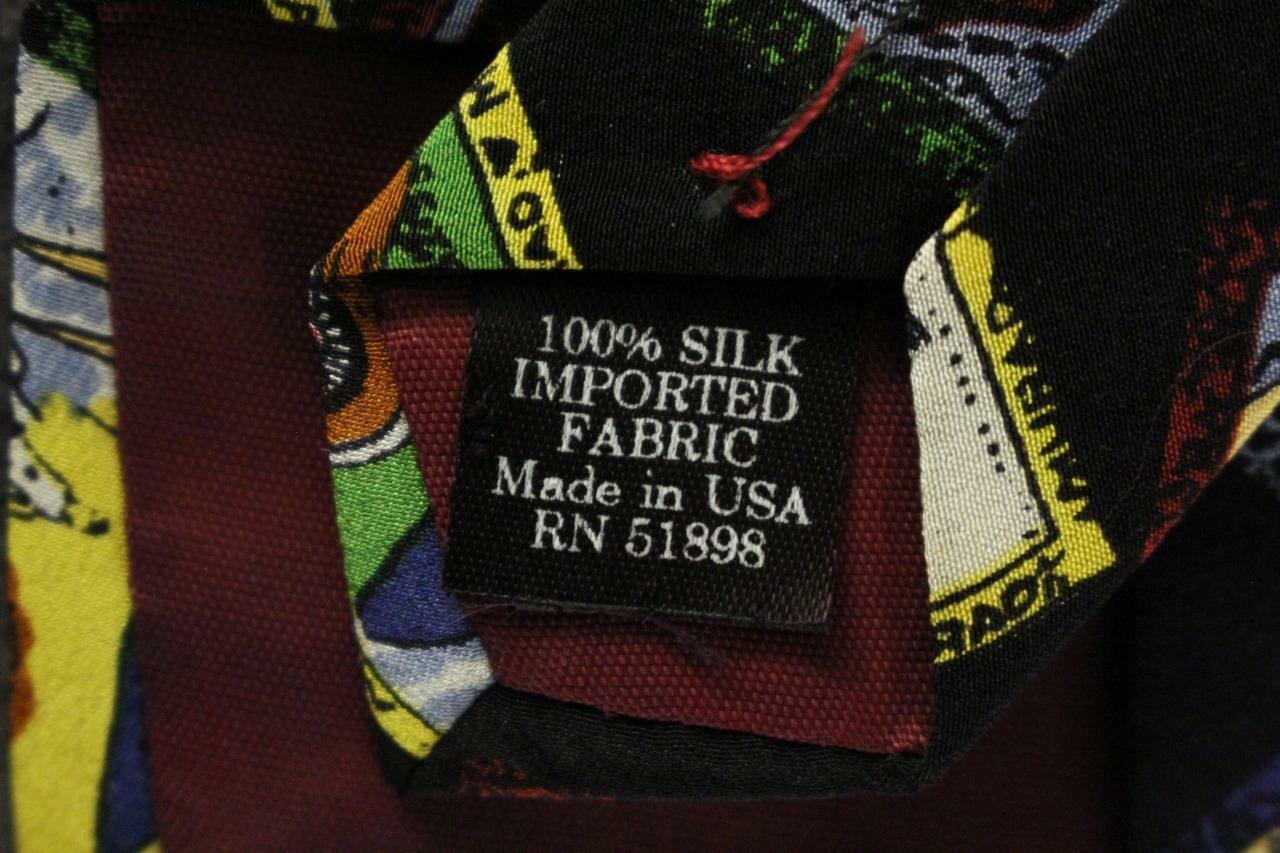 100% SILK
IMPORTED
FABRIC
Made in USA
RN 51898